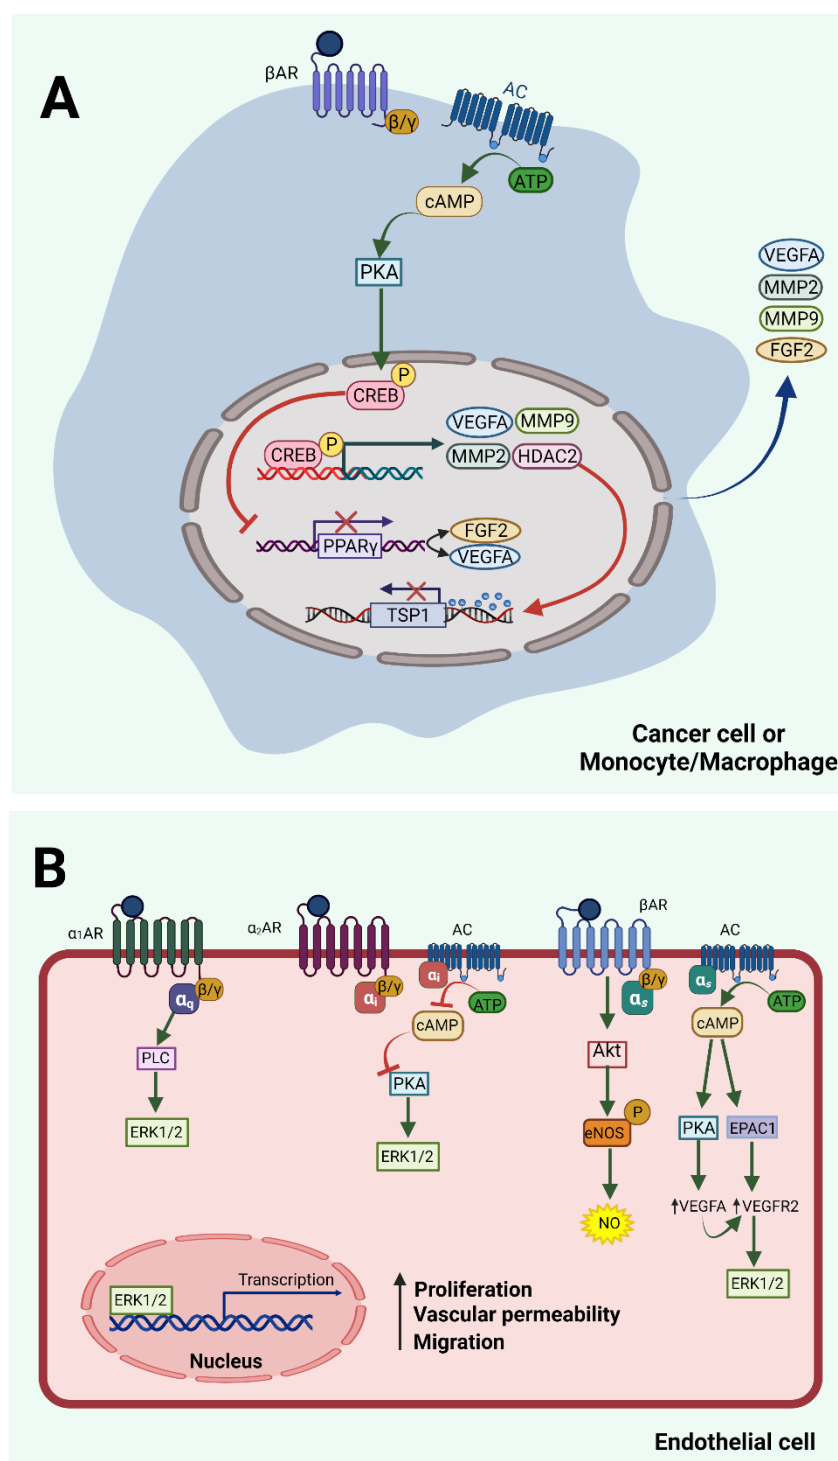 A
βAR
β/γ
AC
ATP
cAMP
PKA
P
CREB
P
CREB
VEGFA
MMP9
MMP2
HDAC2
PPARγ
FGF2
VEGFA
TSP1
VEGFA
MMP2
MMP9
FGF2
Cancer cell or
Monocyte/Macrophage
B
α₁AR
αq
β/γ
PLC
ERK1/2
α₂AR
αi
β/γ
AC
αi
ATP
cAMP
PKA
ERK1/2
βAR
β/γ
αs
Akt
P
eNOS
NO
AC
αs
ATP
cAMP
PKA
EPAC1
↑VEGFA
↑VEGFR2
ERK1/2
ERK1/2
Transcription
Nucleus
Proliferation
Vascular permeability
Migration
Endothelial cell